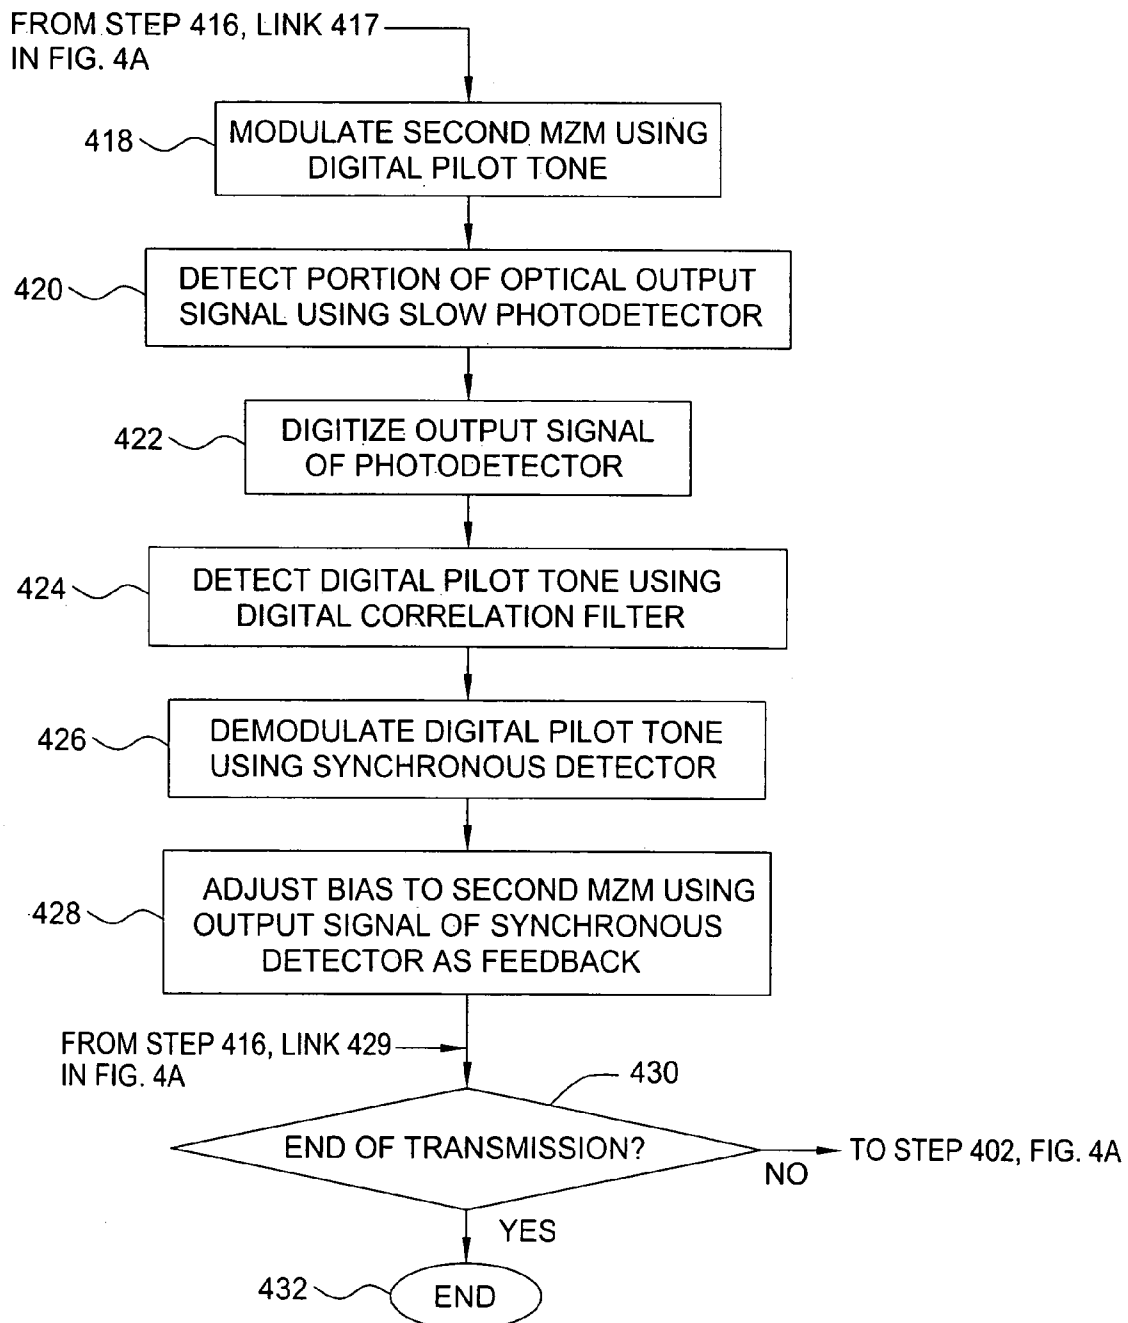 FROM STEP 416, LINK 417
IN FIG. 4A
418
MODULATE SECOND MZM USING
DIGITAL PILOT TONE
420
DETECT PORTION OF OPTICAL OUTPUT
SIGNAL USING SLOW PHOTODETECTOR
422
DIGITIZE OUTPUT SIGNAL
OF PHOTODETECTOR
424
DETECT DIGITAL PILOT TONE USING
DIGITAL CORRELATION FILTER
426
DEMODULATE DIGITAL PILOT TONE
USING SYNCHRONOUS DETECTOR
428
ADJUST BIAS TO SECOND MZM USING
OUTPUT SIGNAL OF SYNCHRONOUS
DETECTOR AS FEEDBACK
FROM STEP 416, LINK 429
IN FIG. 4A
430
END OF TRANSMISSION?
NO
TO STEP 402, FIG. 4A
YES
432
END